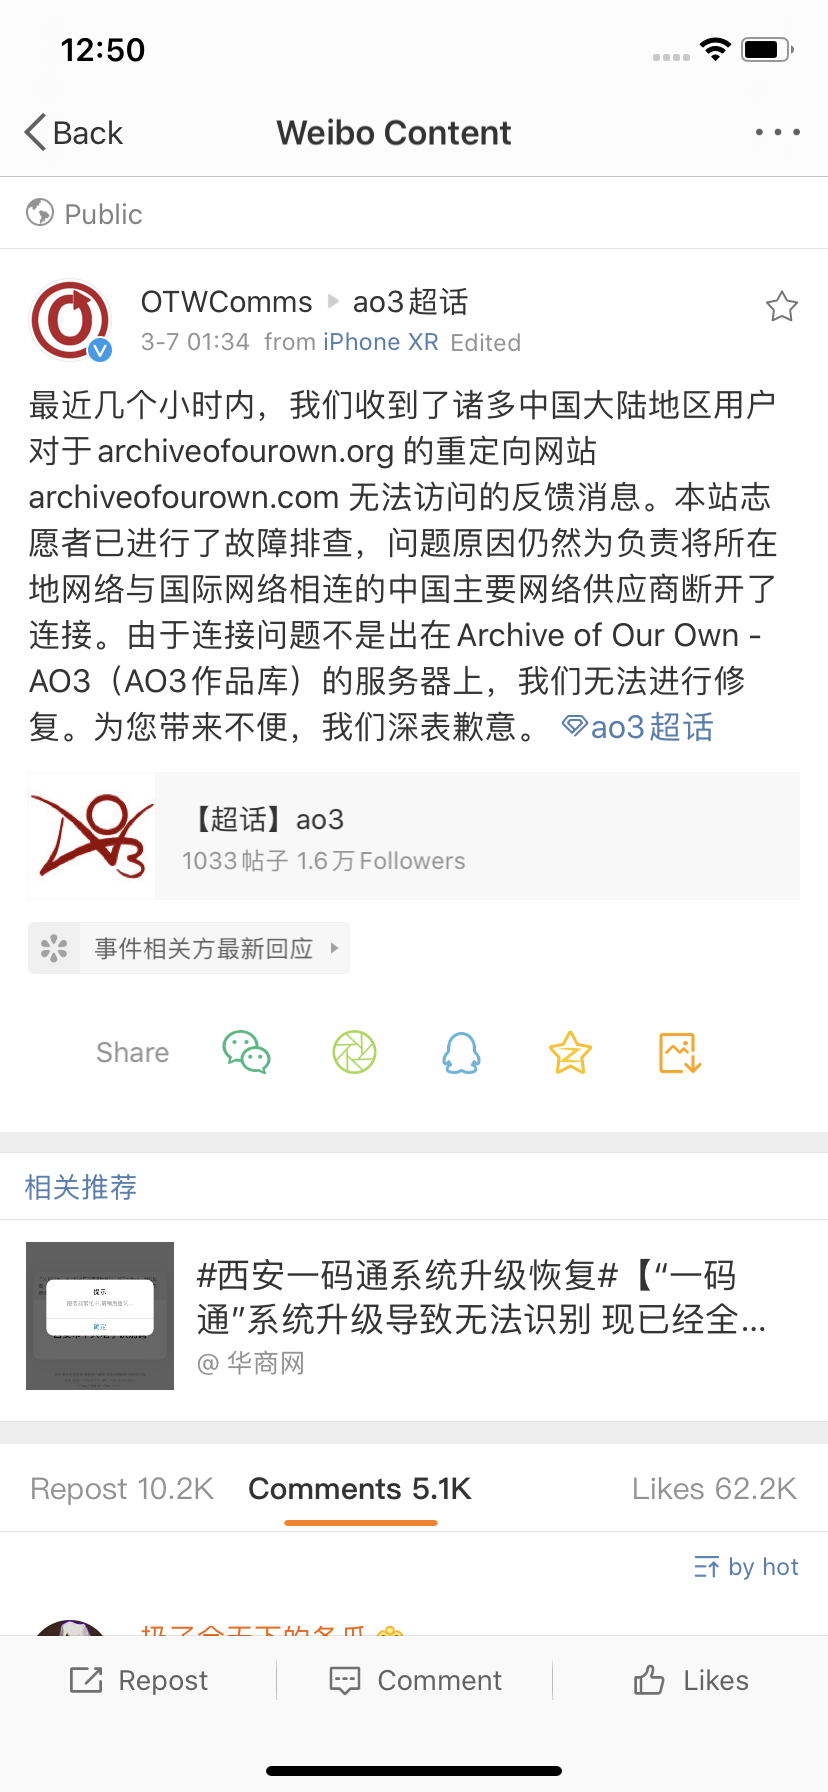 12:50
Back
Weibo Content
Public
OTWComms ▸ ao3超话
3-7 01:34 from iPhone XR Edited
最近几个小时内，我们收到了诸多中国大陆地区用户
对于archiveofourown.org 的重定向网站
archiveofourown.com 无法访问的反馈消息。本站志
愿者已进行了故障排查，问题原因仍然为负责将所在
地网络与国际网络相连的中国主要网络供应商断开了
连接。由于连接问题不是出在Archive of Our Own -
AO3（AO3作品库）的服务器上，我们无法进行修
复。为您带来不便，我们深表歉意。 ao3超话
【超话】ao3
1033帖子 1.6万Followers
事件相关方最新回应
Share
相关推荐
提示
确定
#西安一码通系统升级恢复#【“一码
通”系统升级导致无法识别 现已经全...
@ 华商网
Repost 10.2K
Comments 5.1K
Likes 62.2K
by hot
Repost
Comment
Likes